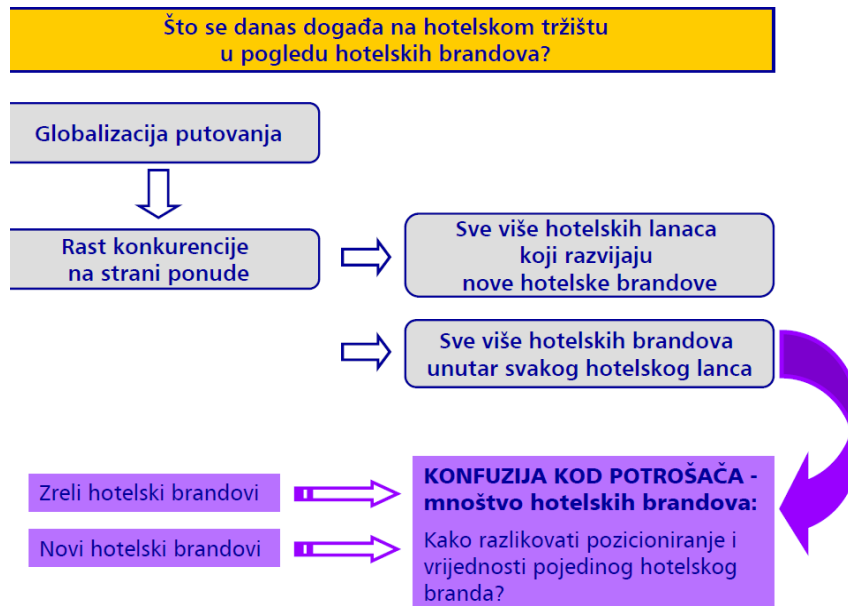 Što se danas događa na hotelskom tržištu
u pogledu hotelskih brandova?
Globalizacija putovanja
Rast konkurencije
na strani ponude
Sve više hotelskih lanaca
koji razvijaju
nove hotelske brandove
Sve više hotelskih brandova
unutar svakog hotelskog lanca
Zreli hotelski brandovi
Novi hotelski brandovi
KONFUZIJA KOD POTROŠAČA -
mnoštvo hotelskih brandova:
Kako razlikovati pozicioniranje i
vrijednosti pojedinog hotelskog
branda?